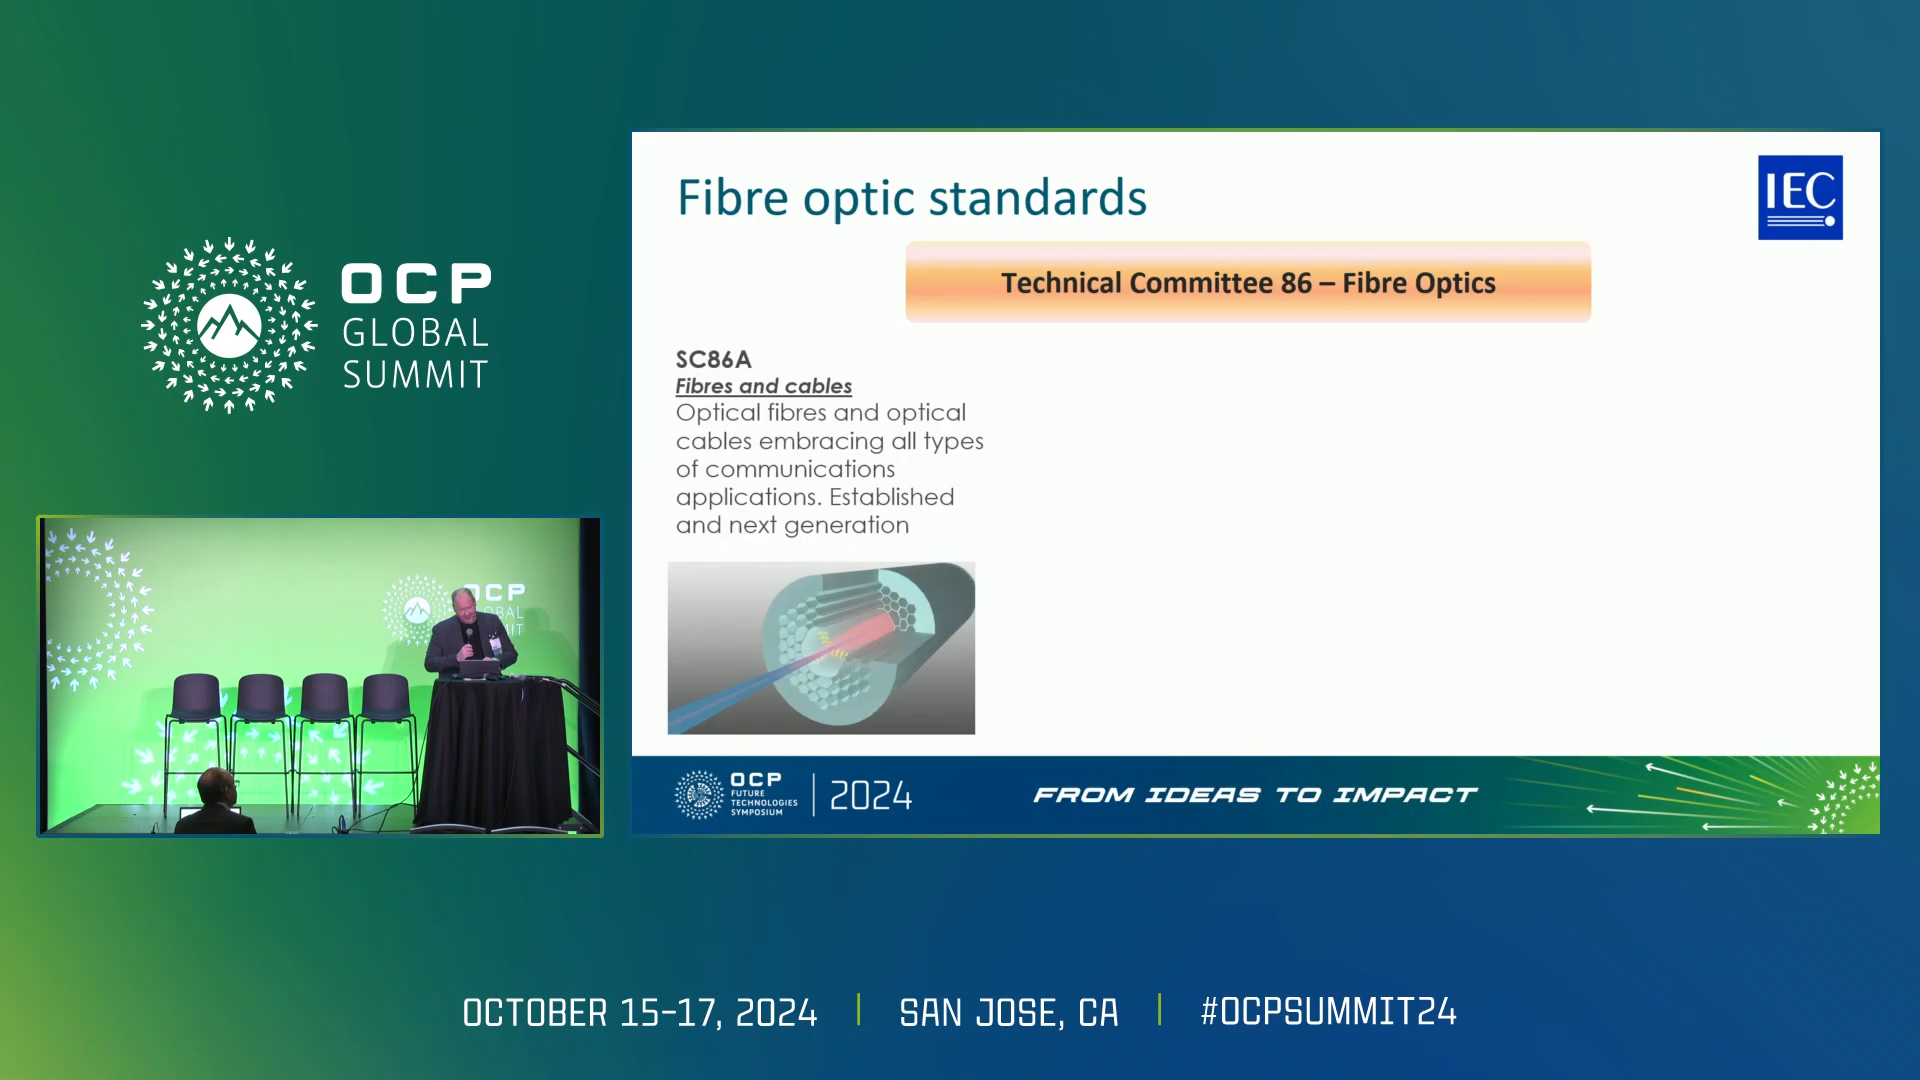 OCP
GLOBAL
SUMMIT
Fibre optic standards
IEC
Technical Committee 86 – Fibre Optics
SC86A
Fibres and cables
Optical fibres and optical
cables embracing all types
of communications
applications. Established
and next generation
OCP
OCP
FUTURE
TECHNOLOGIES
SYMPOSIUM
2024
FROM IDEAS TO IMPACT
OCTOBER 15-17, 2024
SAN JOSE, CA
#OCPSUMMIT24